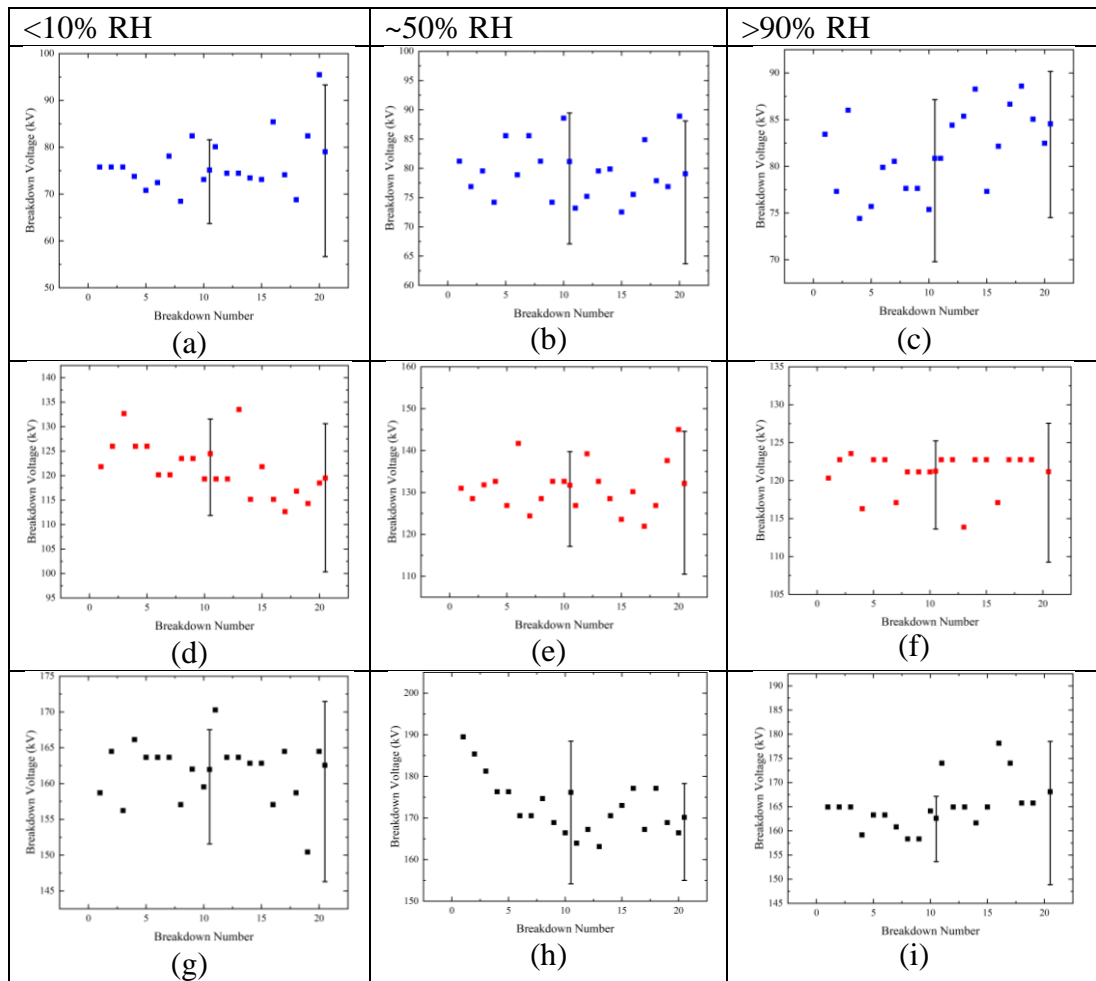 <10% RH
~50% RH
>90% RH
100
90
80
70
60
50
Breakdown Voltage (kV)
0 5 10 15 20
Breakdown Number
(a)
100
95
90
85
80
75
70
65
60
Breakdown Voltage (kV)
0 5 10 15 20
Breakdown Number
(b)
90
85
80
75
70
Breakdown Voltage (kV)
0 5 10 15 20
Breakdown Number
(c)
140
135
130
125
120
115
110
105
100
95
Breakdown Voltage (kV)
0 5 10 15 20
Breakdown Number
(d)
160
150
140
130
120
110
Breakdown Voltage (kV)
0 5 10 15 20
Breakdown Number
(e)
135
130
125
120
115
110
105
Breakdown Voltage (kV)
0 5 10 15 20
Breakdown Number
(f)
175
170
165
160
155
150
145
Breakdown Voltage (kV)
0 5 10 15 20
Breakdown Number
(g)
200
190
180
170
160
150
Breakdown Voltage (kV)
0 5 10 15 20
Breakdown Number
(h)
190
185
180
175
170
165
160
155
150
145
Breakdown Voltage (kV)
0 5 10 15 20
Breakdown Number
(i)